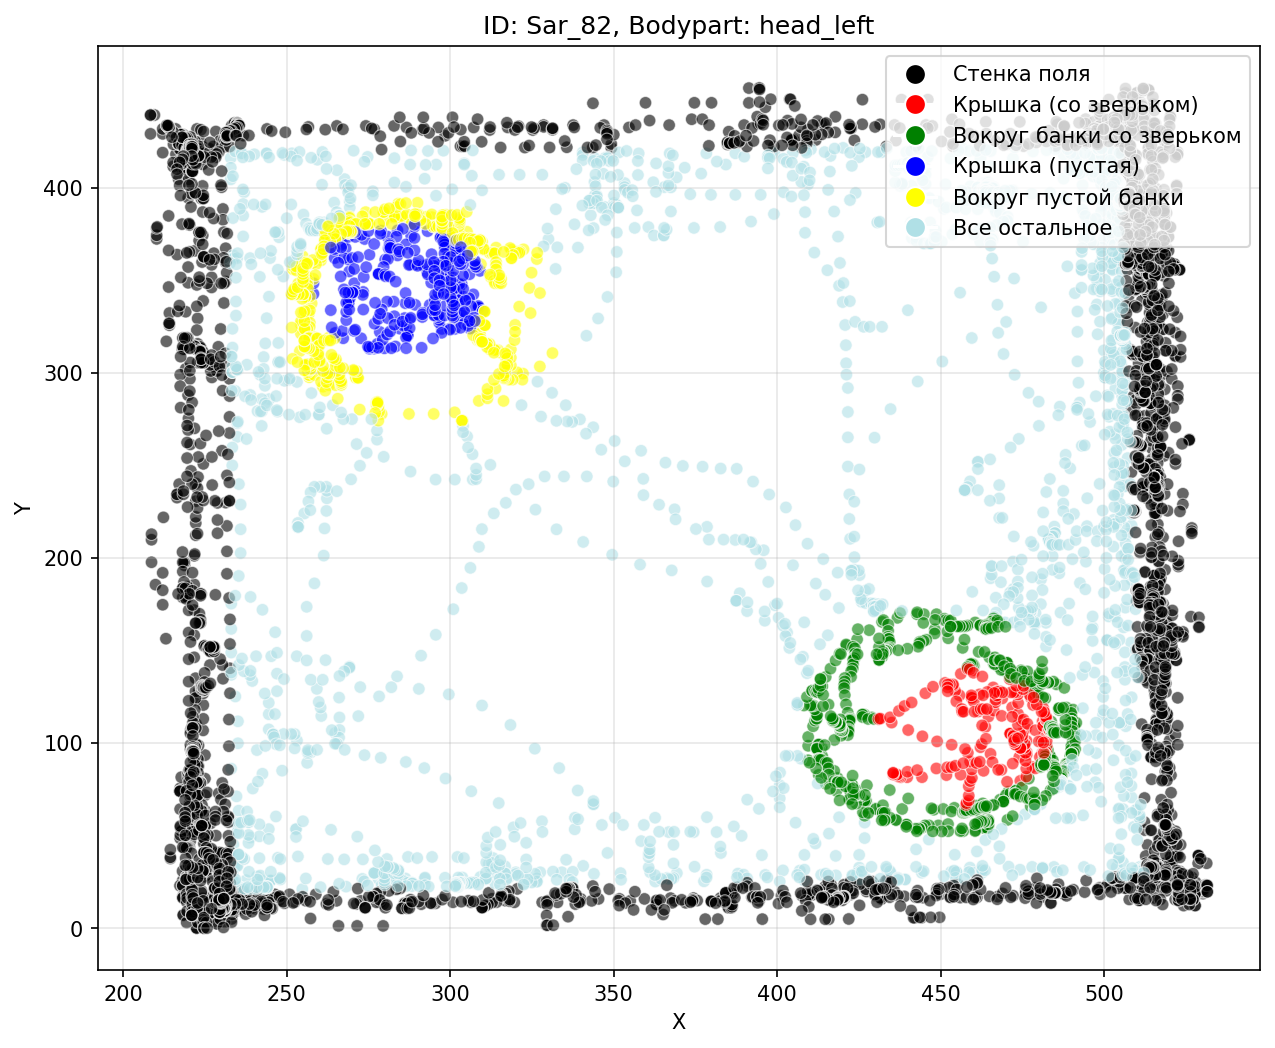 ID: Sar_82, Bodypart: head_left
Стенка поля
Крышка (со зверьком)
Вокруг банки со зверьком
Крышка (пустая)
Вокруг пустой банки
Все остальное
Y
400
300
200
100
0
200
250
300
350
400
450
500
X